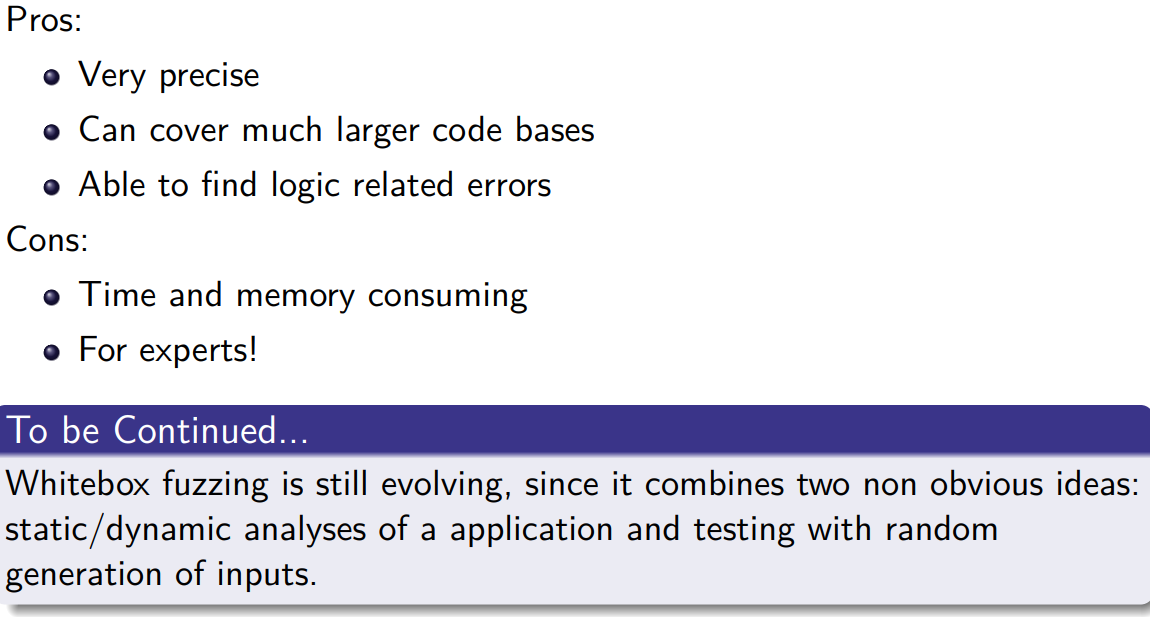 Pros:
Very precise
Can cover much larger code bases
Able to find logic related errors
Cons:
Time and memory consuming
For experts!
To be Continued...
Whitebox fuzzing is still evolving, since it combines two non obvious ideas:
static/dynamic analyses of a application and testing with random
generation of inputs.